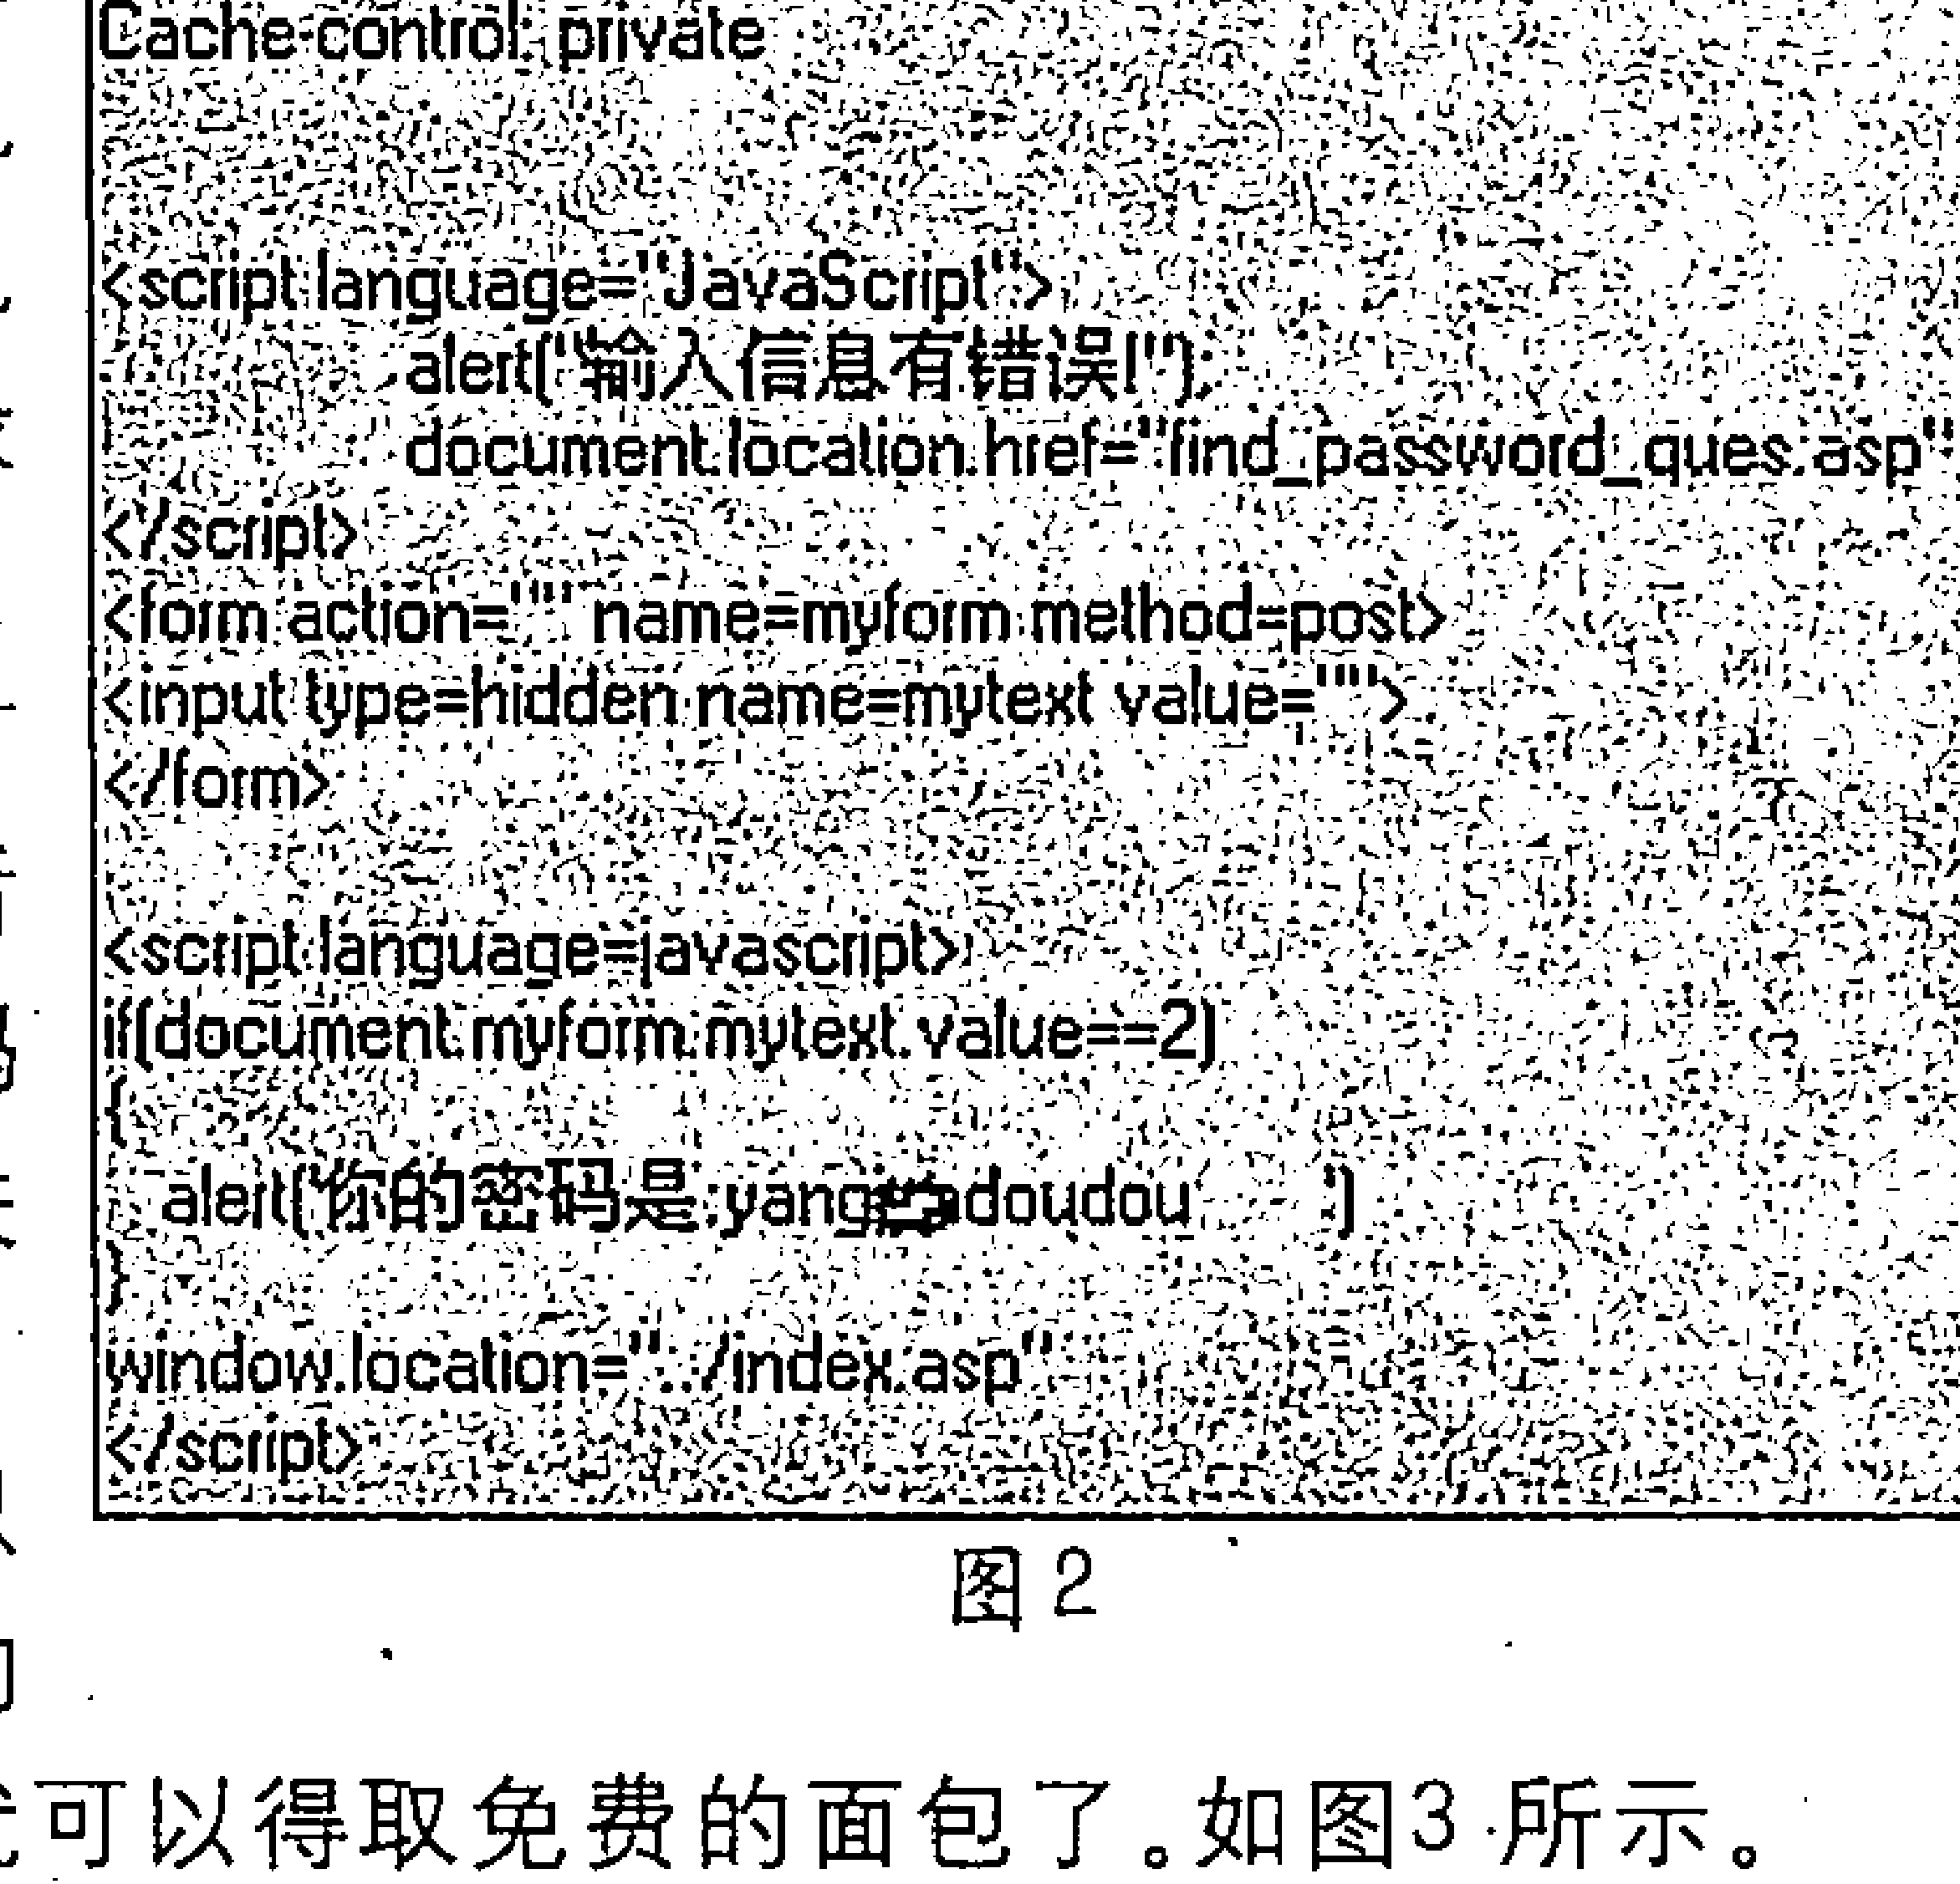 Cache-control: private
<script language="JavaScript">
alert("输入信息有错误!");
document.location.href="find_password_ques.asp"
</script>
<form action="" name=myform method=post>
<input type=hidden name=mytext value="">
</form>
<script language=javascript>
if(document.myform.mytext.value==2)
{
alert('你的密码是:yang doudou ')
}
window.location="../index.asp"
</script>
图2
可以得取免费的面包了。如图3所示。